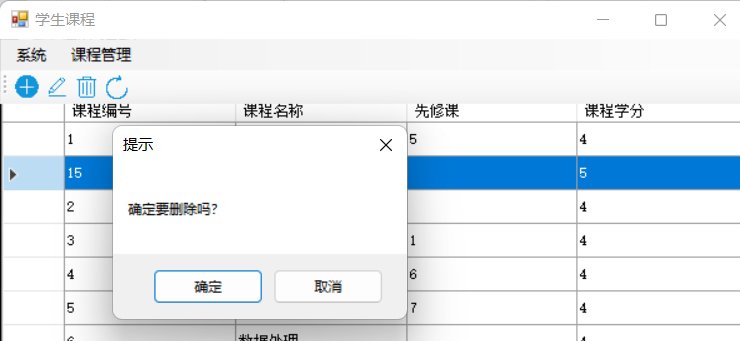 学生课程
系统 课程管理
课程编号 课程名称 先修课 课程学分
1 5 4
15 5
2 4
3 1 4
4 6 4
5 7 4
6 数据处理 4
提示
确定要删除吗?
确定 取消